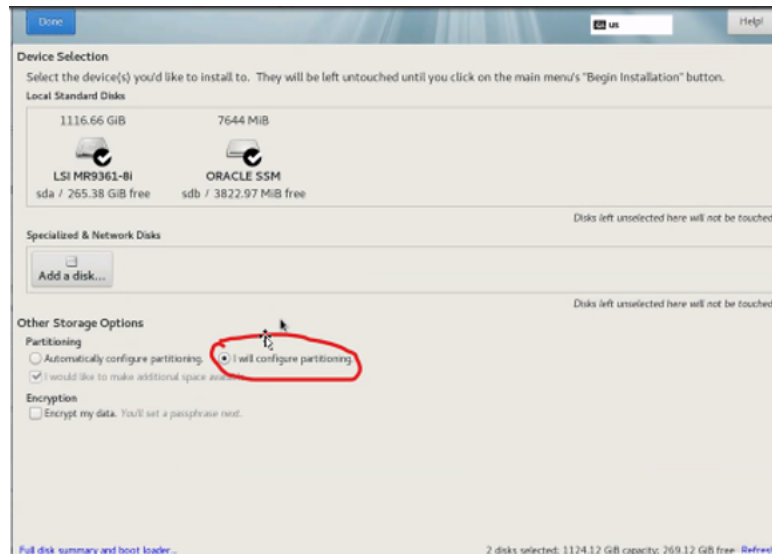 Done
us
Help!
Device Selection
Select the device(s) you'd like to install to. They will be left untouched until you click on the main menu's "Begin Installation" button.
Local Standard Disks
1116.66 GiB
7644 MiB
LSI MR9361-8i
ORACLE SSM
sda / 265.38 GiB free
sdb / 3822.97 MiB free
Disks left unselected here will not be touched
Specialized & Network Disks
Add a disk...
Disks left unselected here will not be touched
Other Storage Options
Partitioning
Automatically configure partitioning.
I will configure partitioning.
I would like to make additional space
Encryption
Encrypt my data. You'll set a passphrase next.
Full disk summary and boot loader...
2 disks selected; 1124.12 GiB capacity; 269.12 GiB free
Refresh